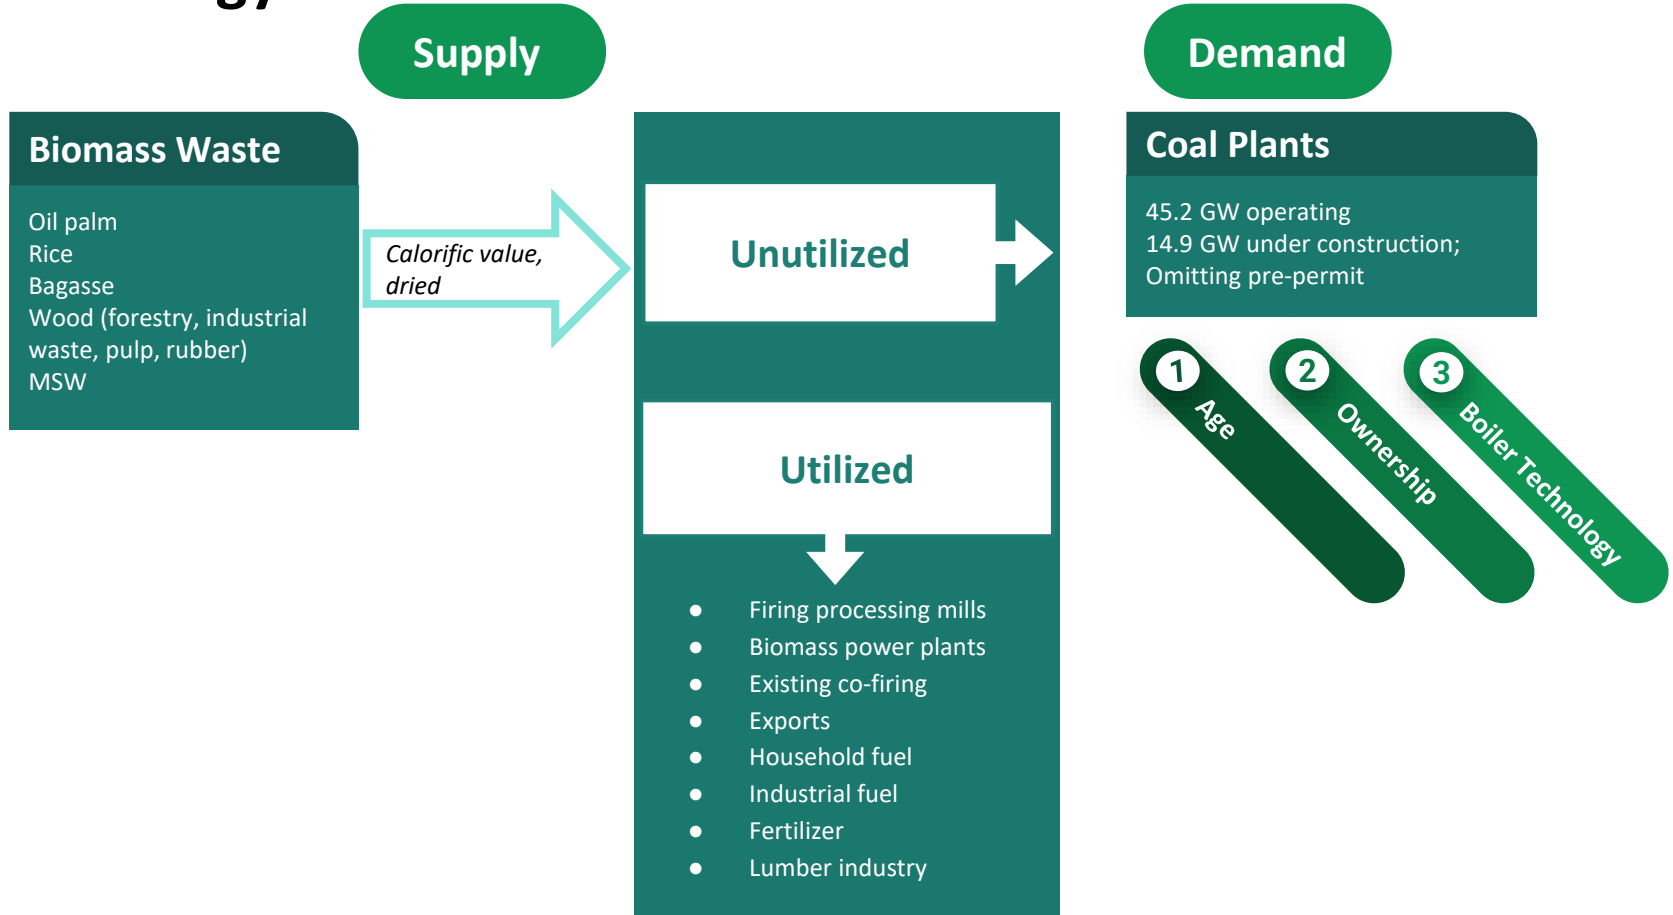 Supply
Demand
Biomass Waste
Oil palm
Rice
Bagasse
Wood (forestry, industrial
waste, pulp, rubber)
MSW
Calorific value,
dried
Unutilized
Utilized
● Firing processing mills
● Biomass power plants
● Existing co-firing
● Exports
● Household fuel
● Industrial fuel
● Fertilizer
● Lumber industry
Coal Plants
45.2 GW operating
14.9 GW under construction;
Omitting pre-permit
1 Age
2 Ownership
3 Boiler Technology